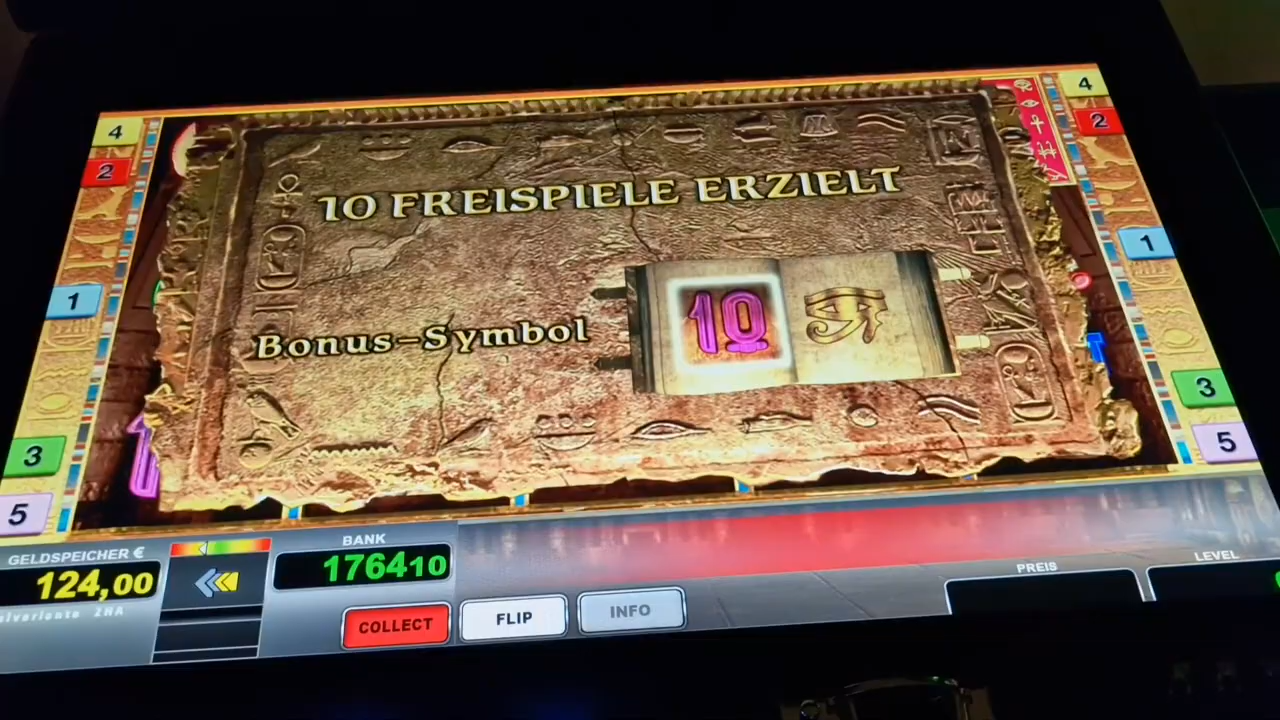 4
4
2
2
10 FREISPIELE ERZIELT
1
1
Bonus-Symbol
10
3
3
5
5
GELDSPEICHER €
124,00
BANK
176410
PREIS
LEVEL
COLLECT
FLIP
INFO